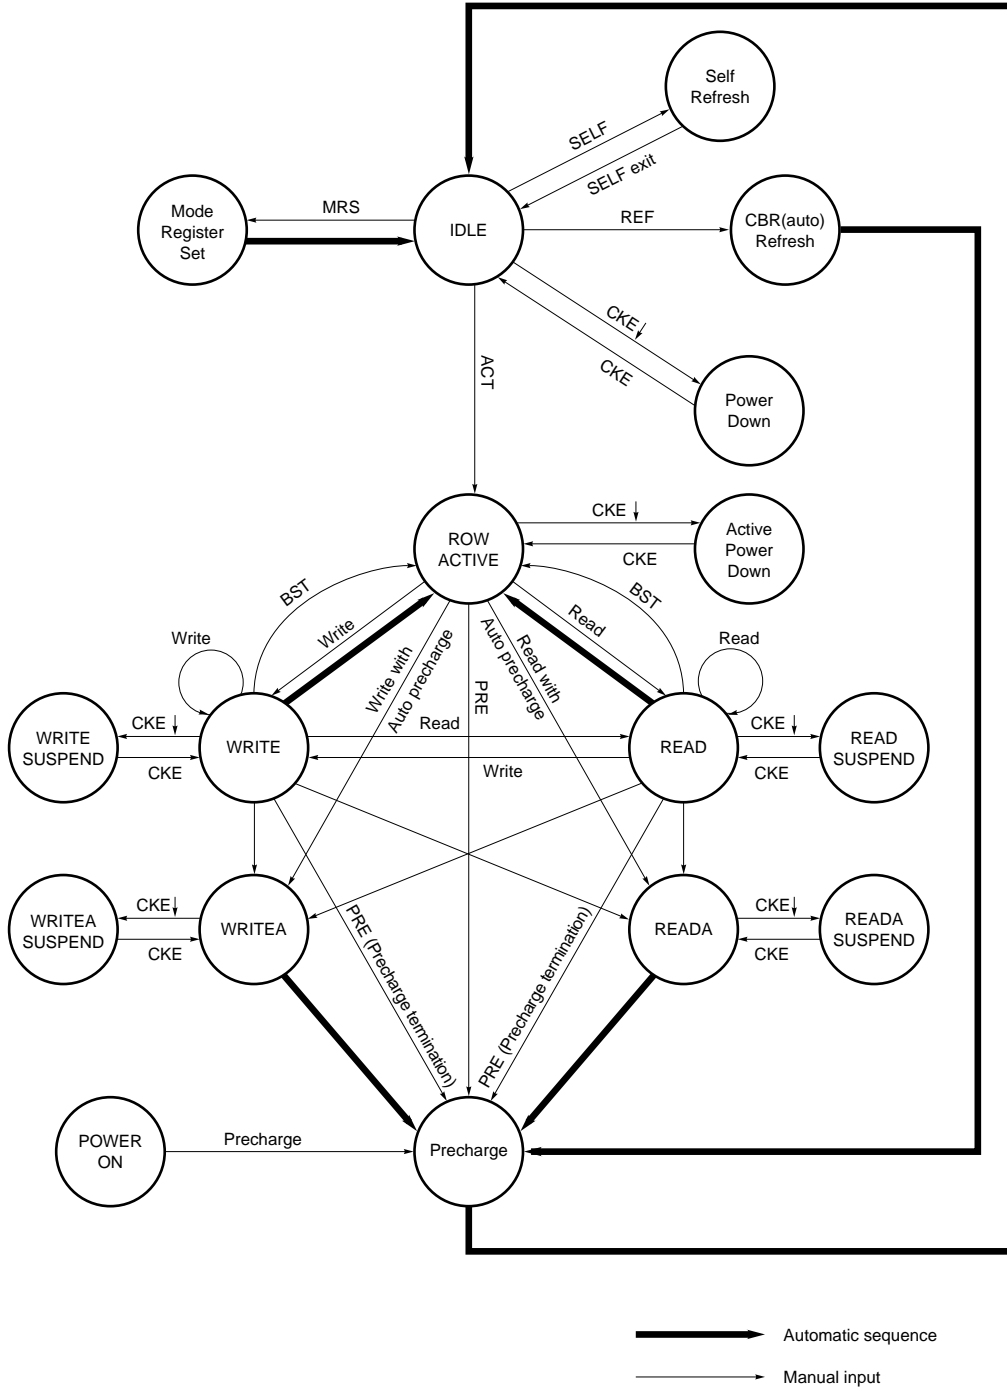 Self
Refresh
SELF
SELF exit
Mode
Register
Set
MRS
IDLE
REF
CBR(auto)
Refresh
CKE
CKE
Power
Down
ACT
ROW
ACTIVE
CKE
CKE
Active
Power
Down
BST
Write
Write
Write with
Auto precharge
PRE
Read with
Auto precharge
Read
BST
Read
WRITE
SUSPEND
CKE
CKE
WRITE
Read
Write
READ
CKE
CKE
READ
SUSPEND
WRITEA
SUSPEND
CKE
CKE
WRITEA
PRE (Precharge termination)
PRE (Precharge termination)
READA
CKE
CKE
READA
SUSPEND
POWER
ON
Precharge
Precharge
Automatic sequence
Manual input